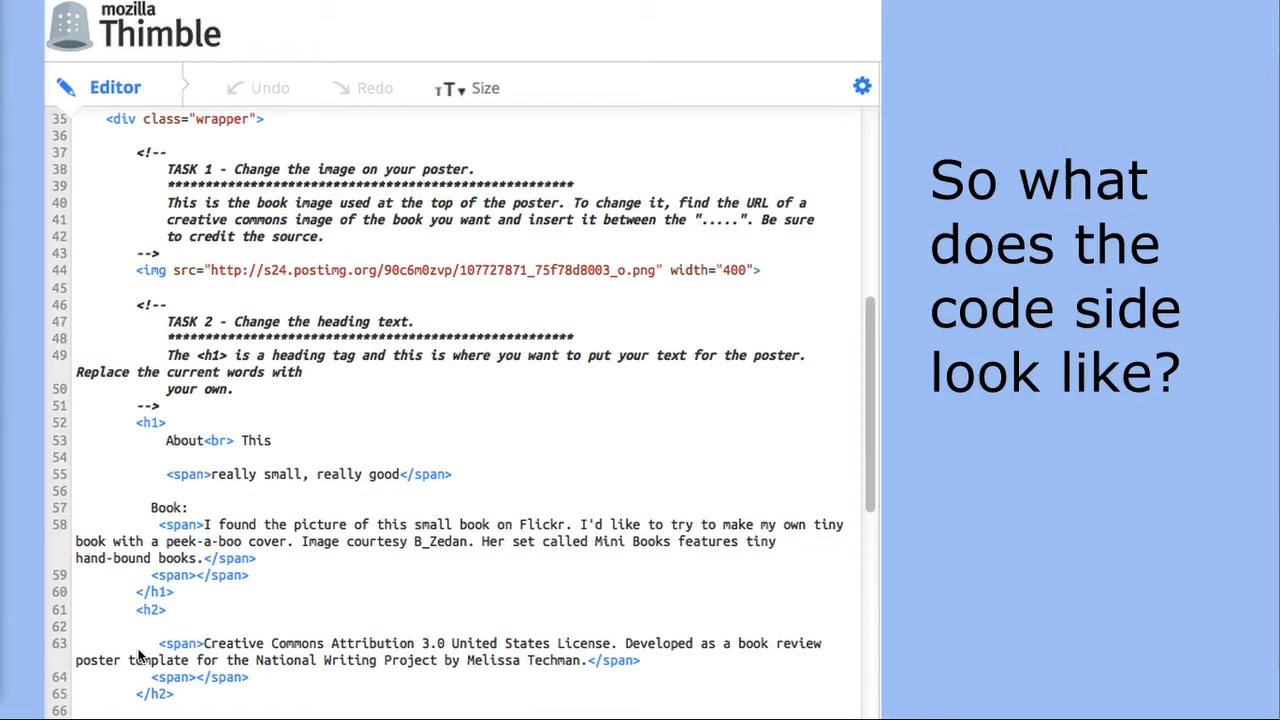 mozilla
Thimble
Editor
Undo
Redo
Size
35 <div class="wrapper">
36
37 <!--
38 TASK 1 - Change the image on your poster.
39 ******************************************************
40 This is the book image used at the top of the poster. To change it, find the URL of a
41 creative commons image of the book you want and insert it between the ".....". Be sure
42 to credit the source.
43 -->
44 <img src="http://s24.postimg.org/90c6m0zvp/107727871_75f78d8003_o.png" width="400">
45
46 <!--
47 TASK 2 - Change the heading text.
48 ******************************************************
49 The <h1> is a heading tag and this is where you want to put your text for the poster.
Replace the current words with
50 your own.
51 -->
52 <h1>
53 About<br> This
54
55 <span>really small, really good</span>
56
57 Book:
58 <span>I found the picture of this small book on Flickr. I'd like to try to make my own tiny
book with a peek-a-boo cover. Image courtesy B_Zedan. Her set called Mini Books features tiny
hand-bound books.</span>
59 <span></span>
60 </h1>
61 <h2>
62
63 <span>Creative Commons Attribution 3.0 United States License. Developed as a book review
poster template for the National Writing Project by Melissa Techman.</span>
64 <span></span>
65 </h2>
66
So what
does the
code side
look like?